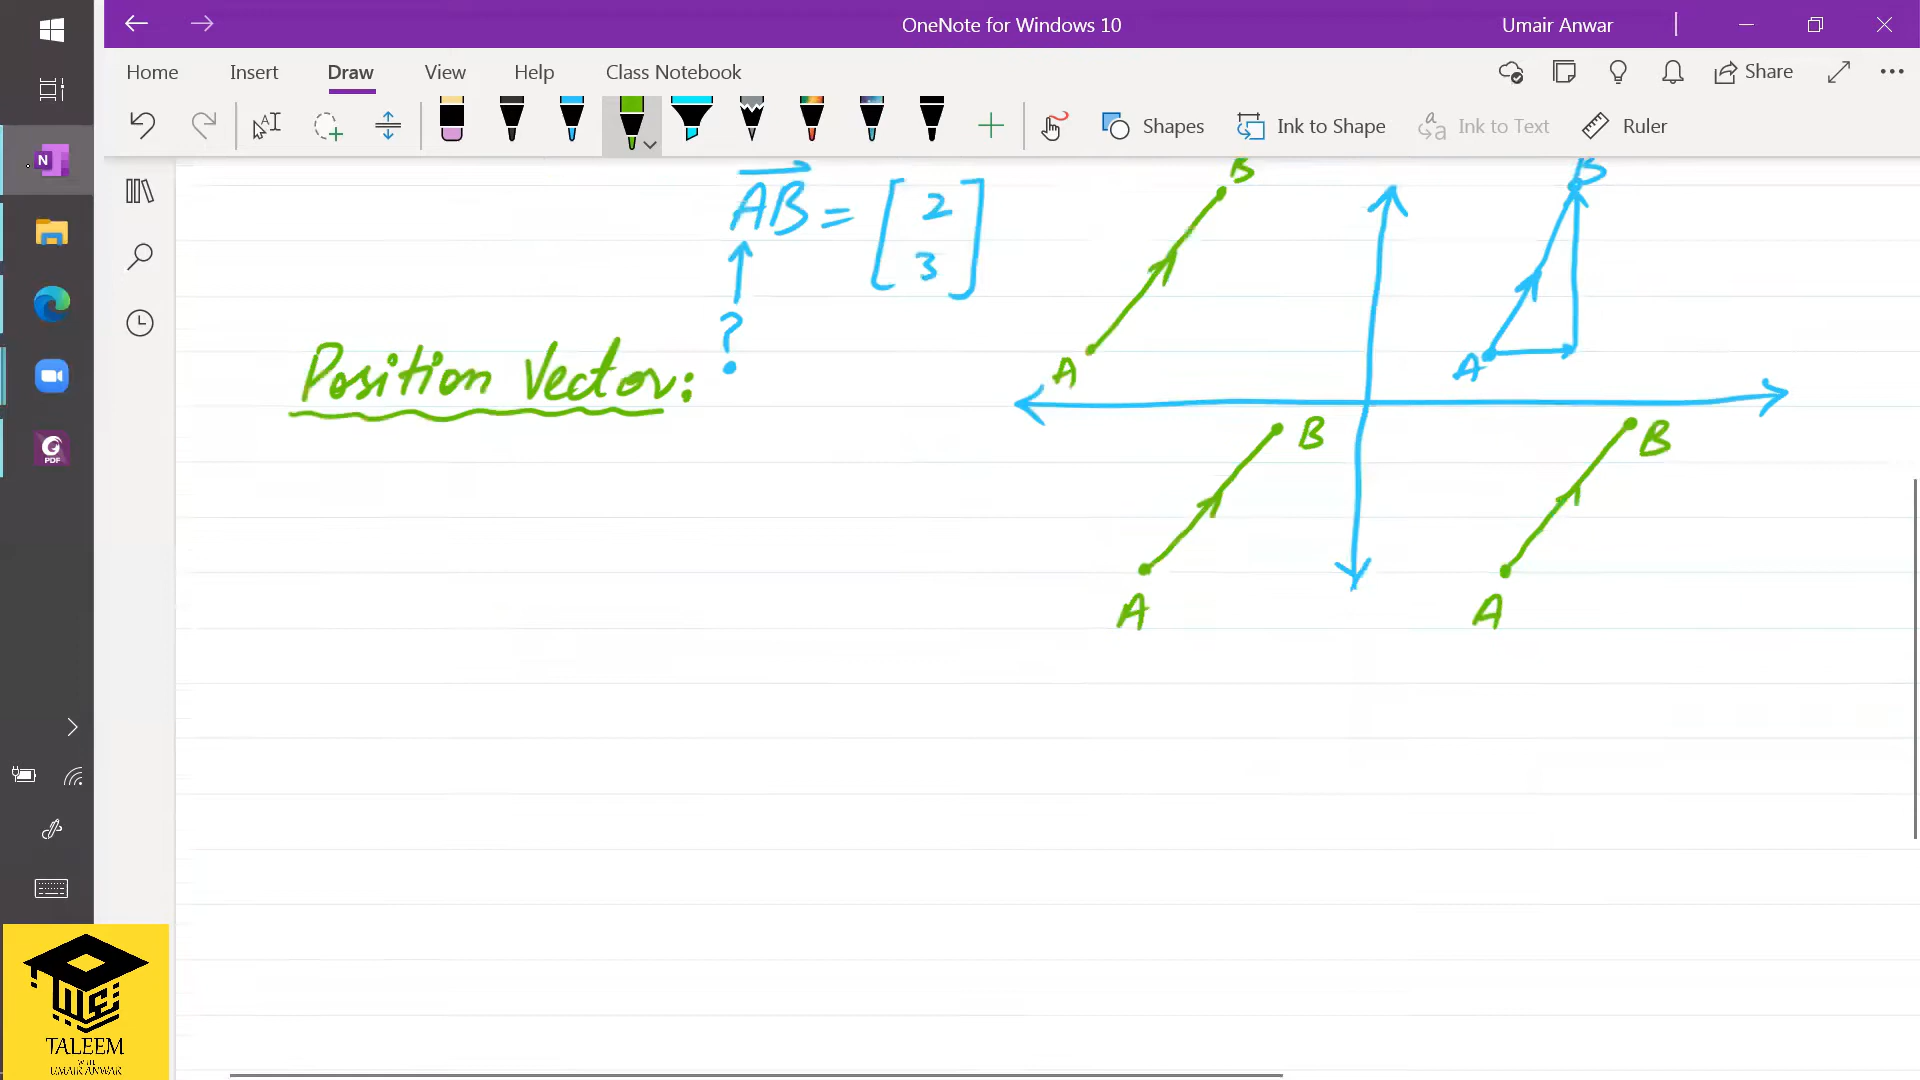 OneNote for Windows 10
Umair Anwar
Home Insert Draw View Help Class Notebook Share
Shapes Ink to Shape Ink to Text Ruler
AB = [ 2
3 ]
?
Position Vector:
B
A
B
A
B
A
B
A
N
PDF
TALEEM
UMAIR ANWAR